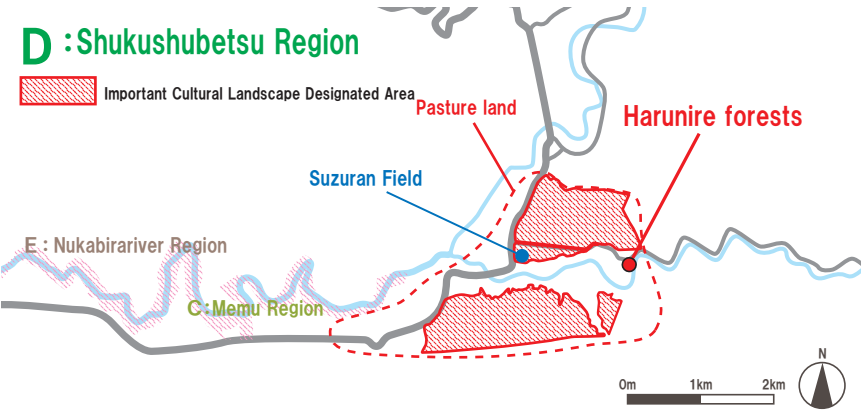 D : Shukushubetsu Region
Important Cultural Landscape Designated Area
Pasture land
Harunire forests
Suzuran Field
E : Nukabirariver Region
C:Memu Region
N
0m 1km 2km